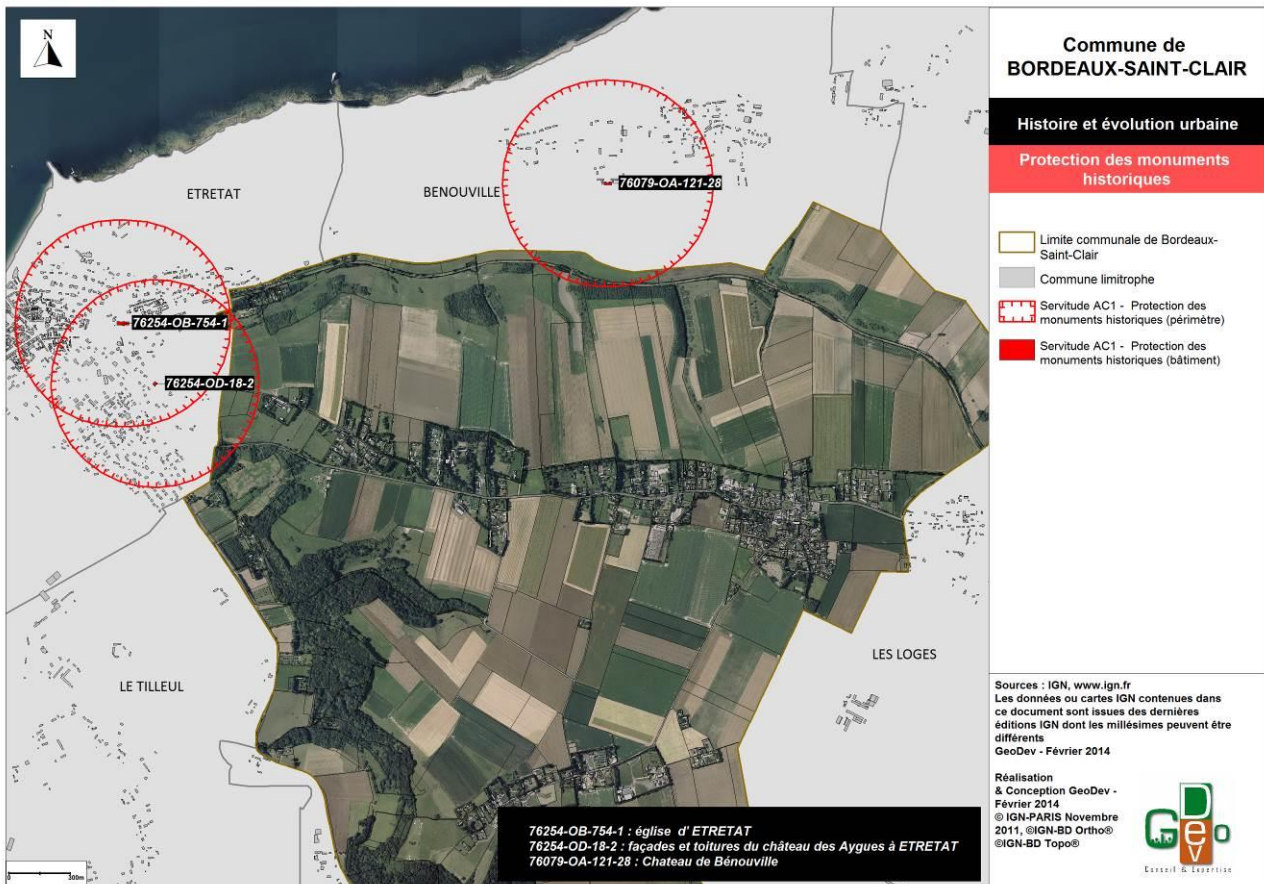 N
ETRETAT
BENOUVILLE
76079-OA-121-28
76254-OB-754-1
76254-OD-18-2
LE TILLEUL
LES LOGES
300m
76254-OB-754-1 : église d' ETRETAT
76254-OD-18-2 : façades et toitures du château des Aygues à ETRETAT
76079-OA-121-28 : Chateau de Bénouville
Commune de
BORDEAUX-SAINT-CLAIR
Histoire et évolution urbaine
Protection des monuments
historiques
Limite communale de Bordeaux-
Saint-Clair
Commune limitrophe
Servitude AC1 - Protection des
monuments historiques (périmètre)
Servitude AC1 - Protection des
monuments historiques (bâtiment)
Sources : IGN, www.ign.fr
Les données ou cartes IGN contenues dans
ce document sont issues des dernières
éditions IGN dont les millésimes peuvent être
différents
GeoDev - Février 2014
Réalisation
& Conception GeoDev -
Février 2014
© IGN-PARIS Novembre
2011, ©IGN-BD Ortho®
©IGN-BD Topo®
GeoDev
Conseil & Expertise